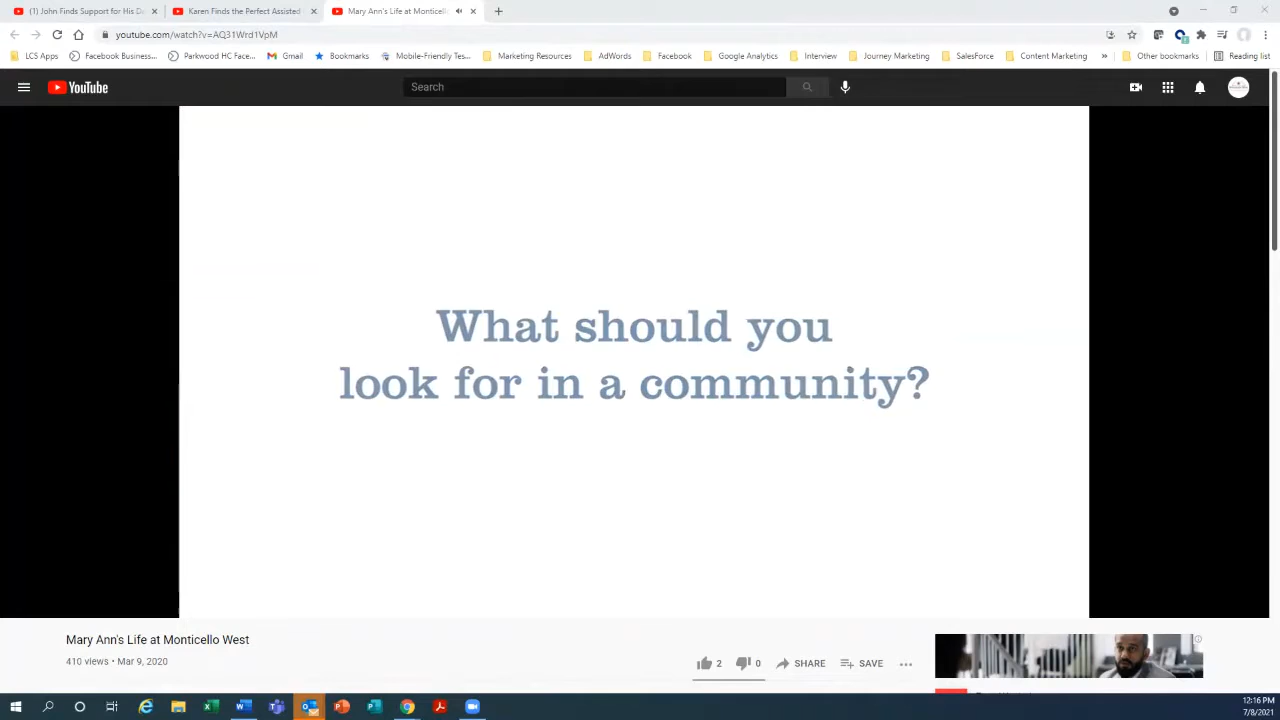 (1) John Finds Support for His D
Karen Finds the Perfect Assisted
Mary Ann's Life at Monticello
youtube.com/watch?v=AQ31Wrd1VpM
LCS Apps
Facebook Business...
Parkwood HC Face...
Gmail
Bookmarks
Mobile-Friendly Tes...
Marketing Resources
AdWords
Facebook
Google Analytics
Interview
Journey Marketing
SalesForce
Content Marketing
»
Other bookmarks
Reading list
YouTube
Search
What should you
look for in a community?
Mary Ann's Life at Monticello West
410 views • Mar 9, 2020
2
0
SHARE
SAVE
12:16 PM
7/8/2021